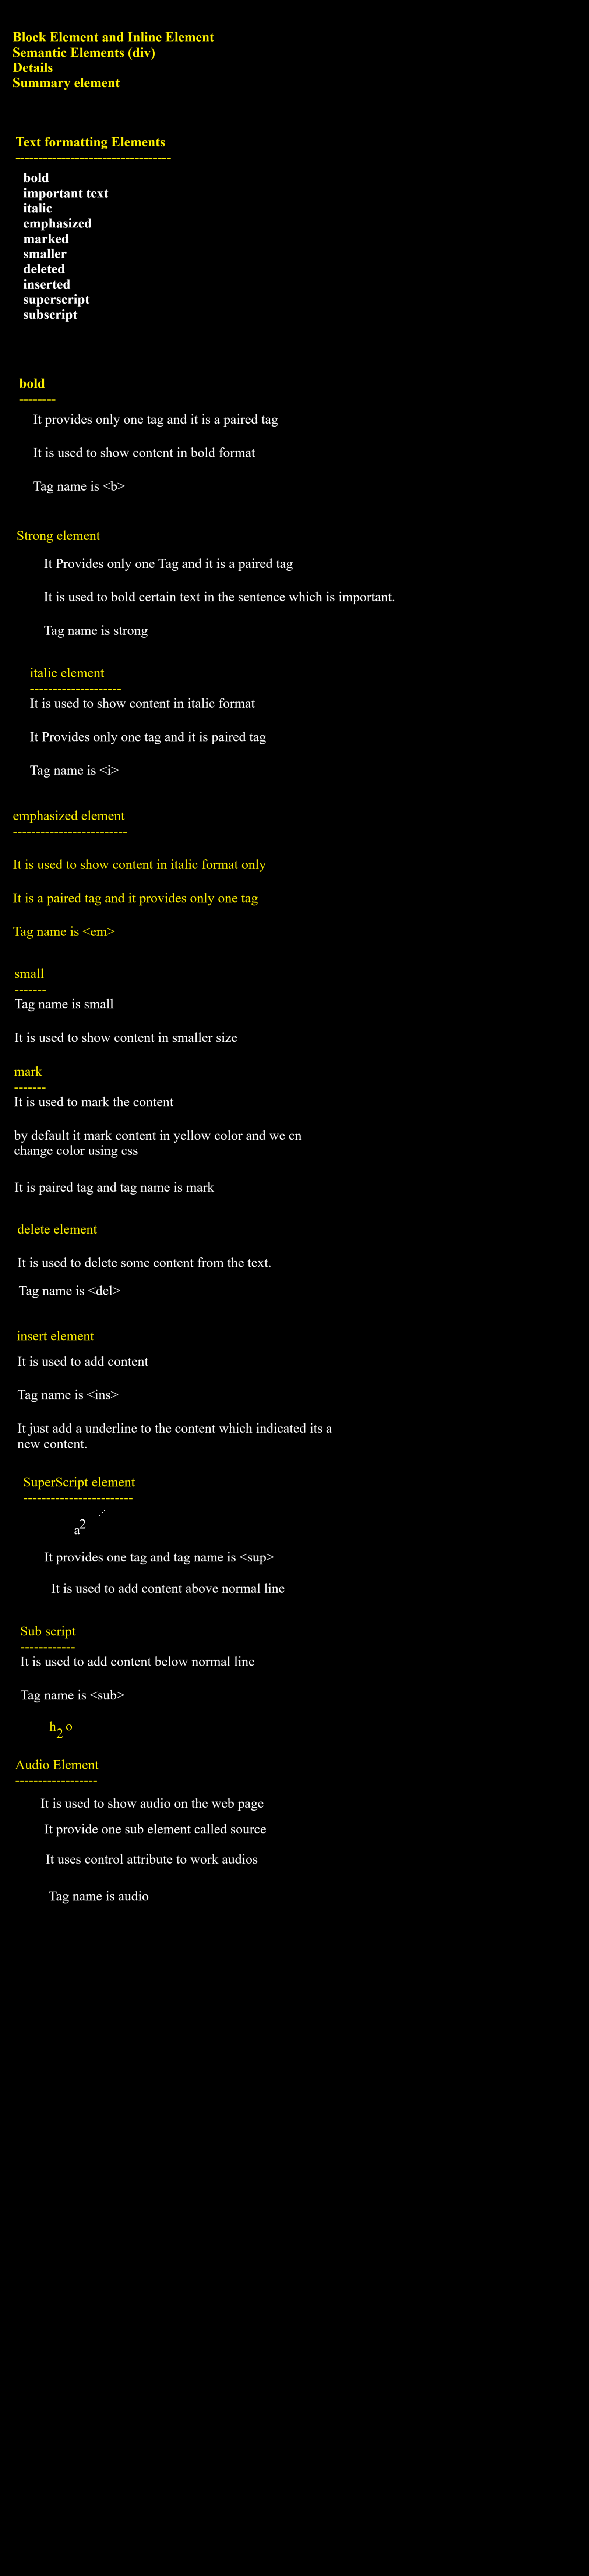 Block Element and Inline Element
Semantic Elements (div)
Details
Summary element
Text formatting Elements
----------------------------------
bold
important text
italic
emphasized
marked
smaller
deleted
inserted
superscript
subscript
bold
--------
It provides only one tag and it is a paired tag
It is used to show content in bold format
Tag name is <b>
Strong element
It Provides only one Tag and it is a paired tag
It is used to bold certain text in the sentence which is important.
Tag name is strong
italic element
--------------------
It is used to show content in italic format
It Provides only one tag and it is paired tag
Tag name is <i>
emphasized element
-------------------------
It is used to show content in italic format only
It is a paired tag and it provides only one tag
Tag name is <em>
small
-------
Tag name is small
It is used to show content in smaller size
mark
-------
It is used to mark the content
by default it mark content in yellow color and we cn
change color using css
It is paired tag and tag name is mark
delete element
It is used to delete some content from the text.
Tag name is <del>
insert element
It is used to add content
Tag name is <ins>
It just add a underline to the content which indicated its a
new content.
SuperScript element
------------------------
a2
It provides one tag and tag name is <sup>
It is used to add content above normal line
Sub script
------------
It is used to add content below normal line
Tag name is <sub>
h2o
Audio Element
------------------
It is used to show audio on the web page
It provide one sub element called source
It uses control attribute to work audios
Tag name is audio